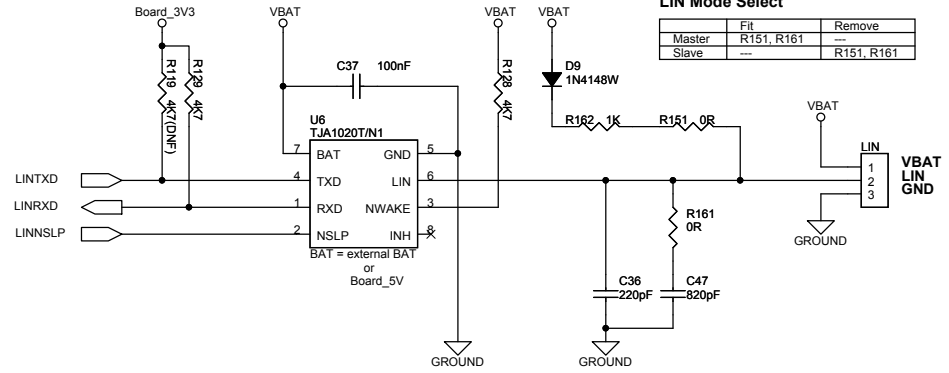 LIN Mode Select
Fit Remove
Master R151, R161 ---
Slave --- R151, R161
Board_3V3
VBAT
VBAT
VBAT
R119 4K7(DNF)
R129 4K7
C37 100nF
R128 4K7
D9
1N4148W
R162 1K
R151 0R
VBAT
U6
TJA1020T/N1
7 BAT GND 5
4 TXD LIN 6
1 RXD NWAKE 3
2 NSLP INH 8
BAT = external BAT
or
Board_5V
LINTXD
LINRXD
LINNSLP
LIN
1 VBAT
2 LIN
3 GND
R161
0R
C36
220pF
C47
820pF
GROUND
GROUND
GROUND